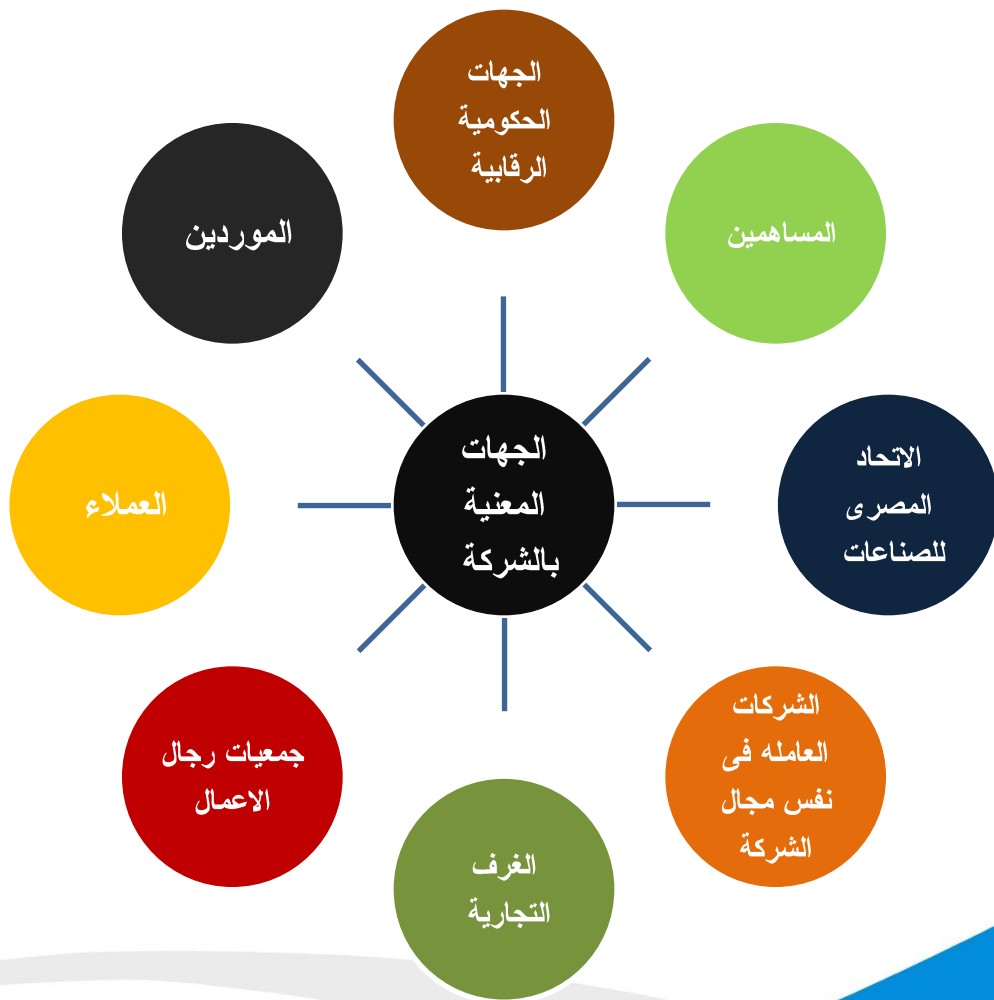 الجهات
الحكومية
الرقابية
المساهمين
الاتحاد
المصرى
للصناعات
الشركات
العامله فى
نفس مجال
الشركة
الغرف
التجارية
جمعيات رجال
الاعمال
العملاء
الموردين
الجهات
المعنية
بالشركة